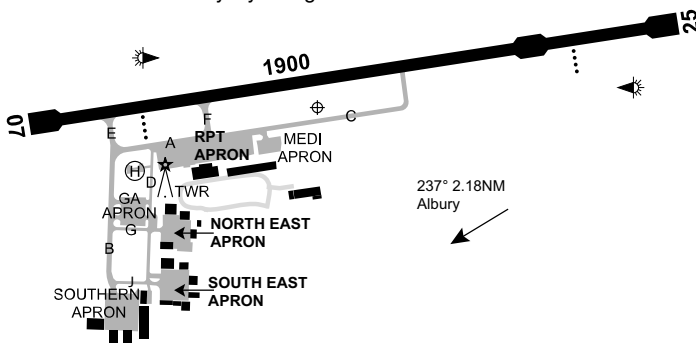 25
1900
07
E
F
C
A
RPT
APRON
MEDI
APRON
H
D
TWR
GA
APRON
G
B
NORTH EAST
APRON
237° 2.18NM
Albury
J
SOUTH EAST
APRON
SOUTHERN
APRON